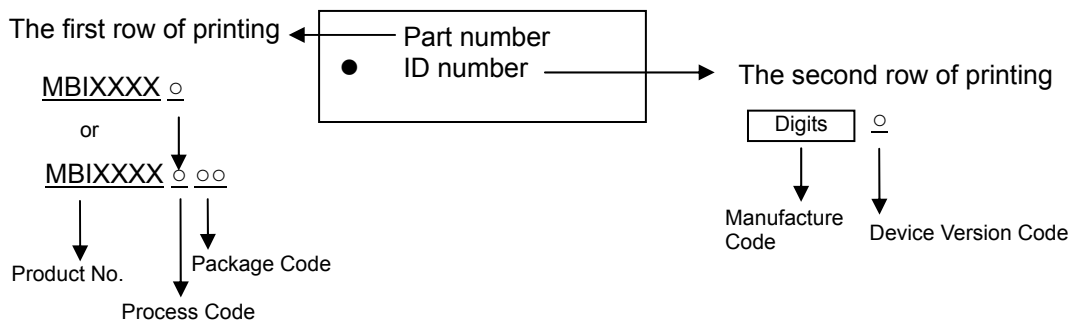 The first row of printing
Part number
● ID number
The second row of printing
MBIXXXX ○
or
MBIXXXX ○ ○○
Product No.
Package Code
Process Code
Digits ○
Manufacture
Code
Device Version Code